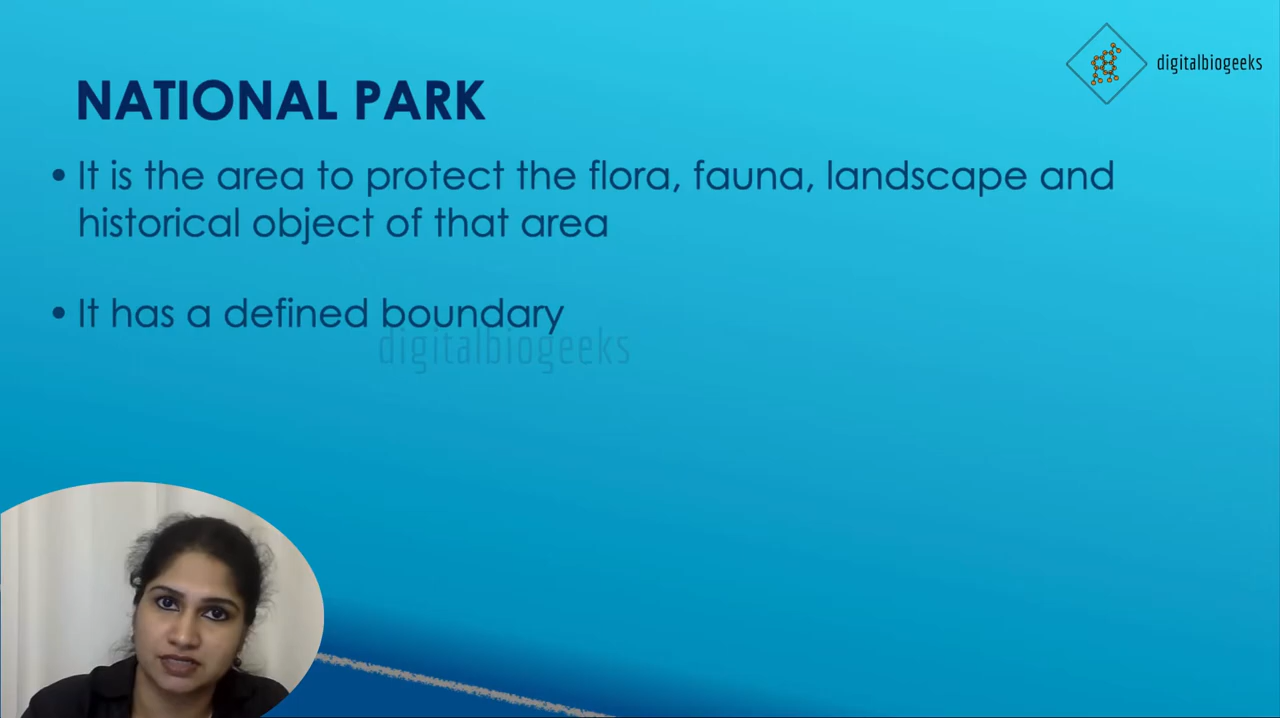 digitalbiogeeks
NATIONAL PARK
• It is the area to protect the flora, fauna, landscape and
historical object of that area
• It has a defined boundary
digitalbiogeeks